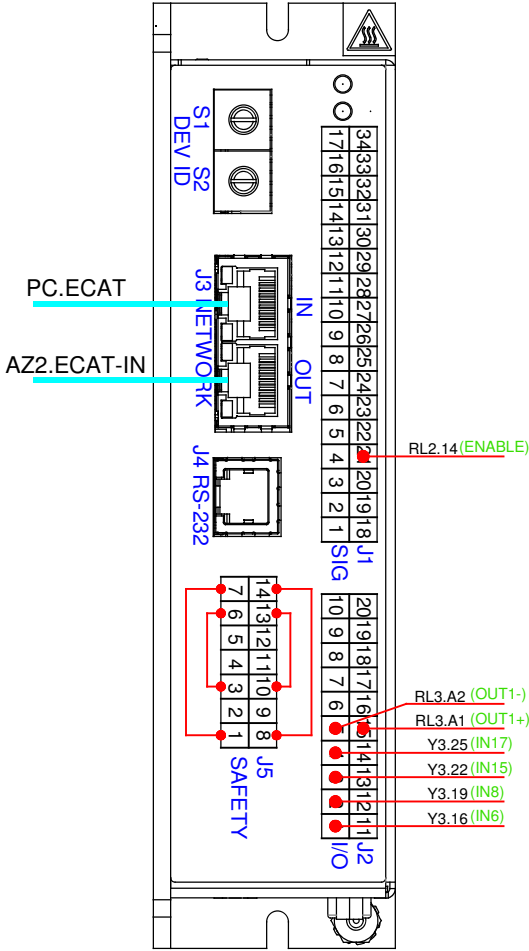 S1
S2
DEV ID
34 33 32 31 30 29 28 27 26 25 24 23 22 20 19 18
17 16 15 14 13 12 11 10 9 8 7 6 5 4 3 2 1
J1
SIG
IN
OUT
J3 NETWORK
PC.ECAT
AZ2.ECAT-IN
RL2.14 (ENABLE)
J4 RS-232
14 13 12 11 10 9 8
7 6 5 4 3 2 1
J5
SAFETY
20 19 18 17 16 15 14 13 12 11
10 9 8 7 6
J2
I/O
RL3.A2 (OUT1-)
RL3.A1 (OUT1+)
Y3.25 (IN17)
Y3.22 (IN15)
Y3.19 (IN8)
Y3.16 (IN6)